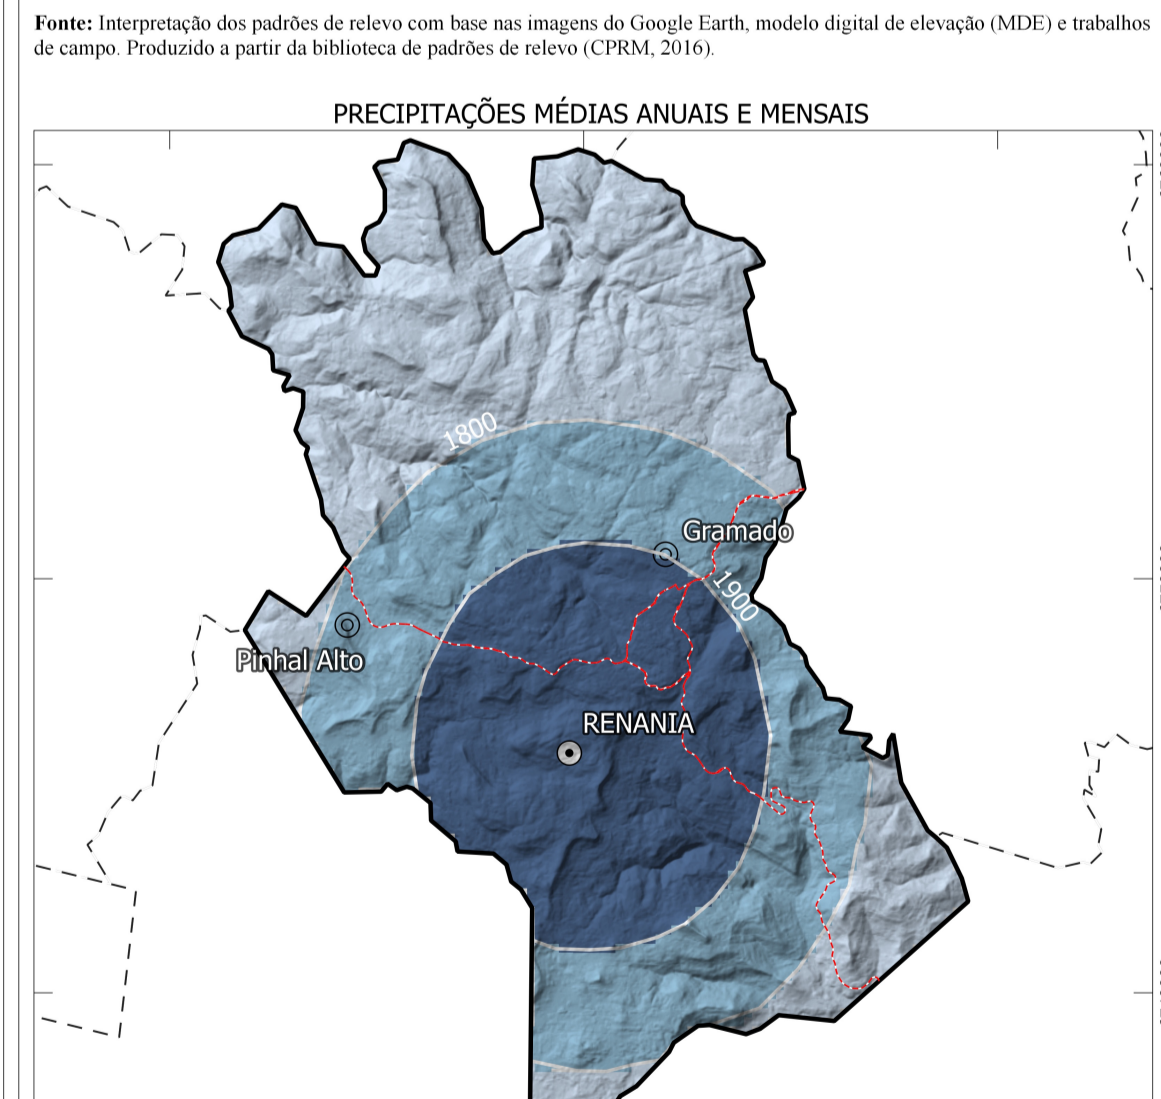 Fonte: Interpretação dos padrões de relevo com base nas imagens do Google Earth, modelo digital de elevação (MDE) e trabalhos
de campo. Produzido a partir da biblioteca de padrões de relevo (CPRM, 2016).
PRECIPITAÇÕES MÉDIAS ANUAIS E MENSAIS
1800
Gramado
1900
Pinhal Alto
RENANIA